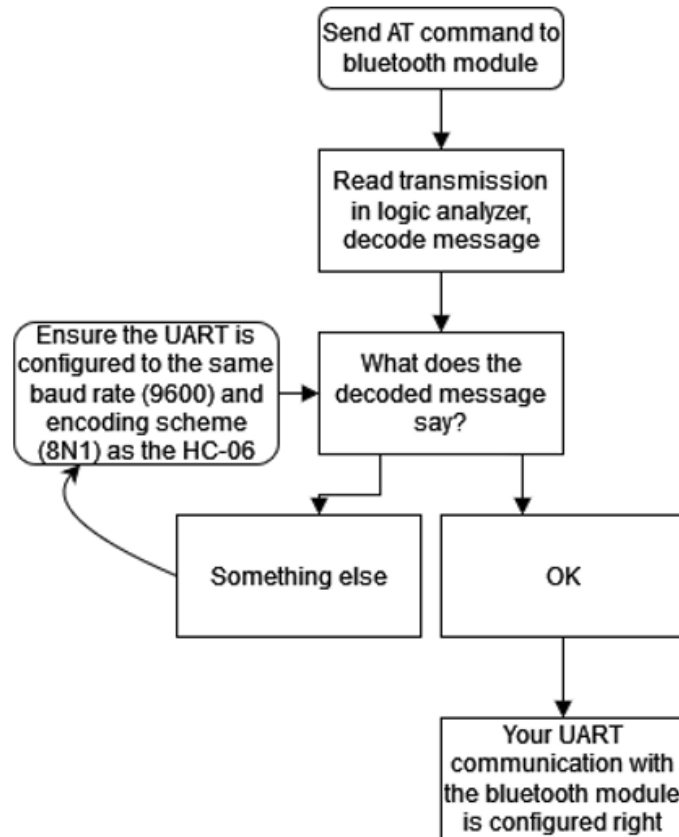 Send AT command to
bluetooth module
Read transmission
in logic analyzer,
decode message
Ensure the UART is
configured to the same
baud rate (9600) and
encoding scheme
(8N1) as the HC-06
What does the
decoded message
say?
Something else
OK
Your UART
communication with
the bluetooth module
is configured right